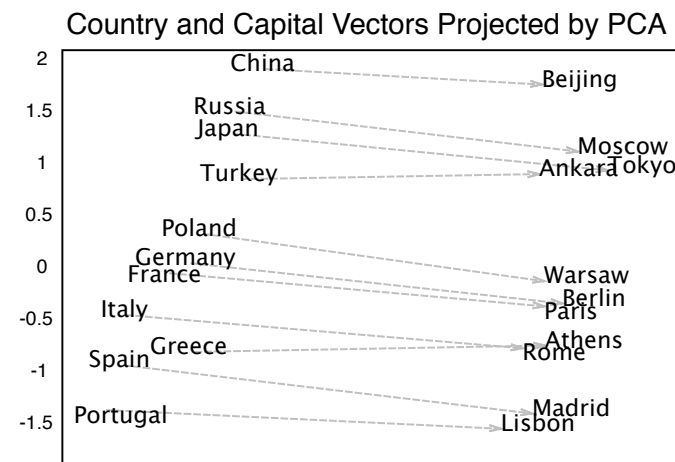 Country and Capital Vectors Projected by PCA
2
China
Beijing
1.5
Russia
Japan
Moscow
1
Turkey
Ankara
Tokyo
0.5
Poland
Germany
0
France
Warsaw
Berlin
Paris
-0.5
Italy
Greece
Athens
Rome
-1
Spain
-1.5
Portugal
Madrid
Lisbon